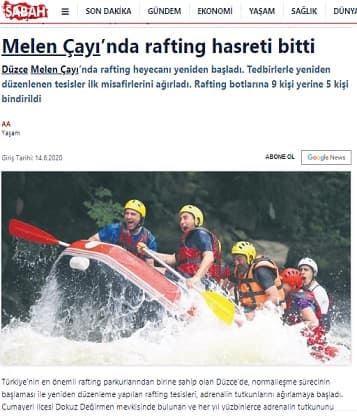 SABAH
SON DAKİKA GÜNDEM EKONOMİ YAŞAM SAĞLIK DÜNYA
Melen Çayı'nda rafting hasreti bitti
Düzce Melen Çayı'nda rafting heyecanı yeniden başladı. Tedbirlerle yeniden
düzenlenen tesisler ilk misafirlerini ağırladı. Rafting botlarına 9 kişi yerine 5 kişi
bindirildi
AA
Yaşam
Giriş Tarihi: 14.6.2020 ABONE OL Google News
Türkiye'nin en önemli rafting parkurlarından birine sahip olan Düzce'de, normalleşme sürecinin
başlaması ile yeniden düzenleme yapılan rafting tesisleri, adrenalin tutkunlarını ağırlamaya başladı.
Cumayeri ilçesi Dokuz Değirmen mevkisinde bulunan ve her yıl yüzbinlerce adrenalin tutkununu